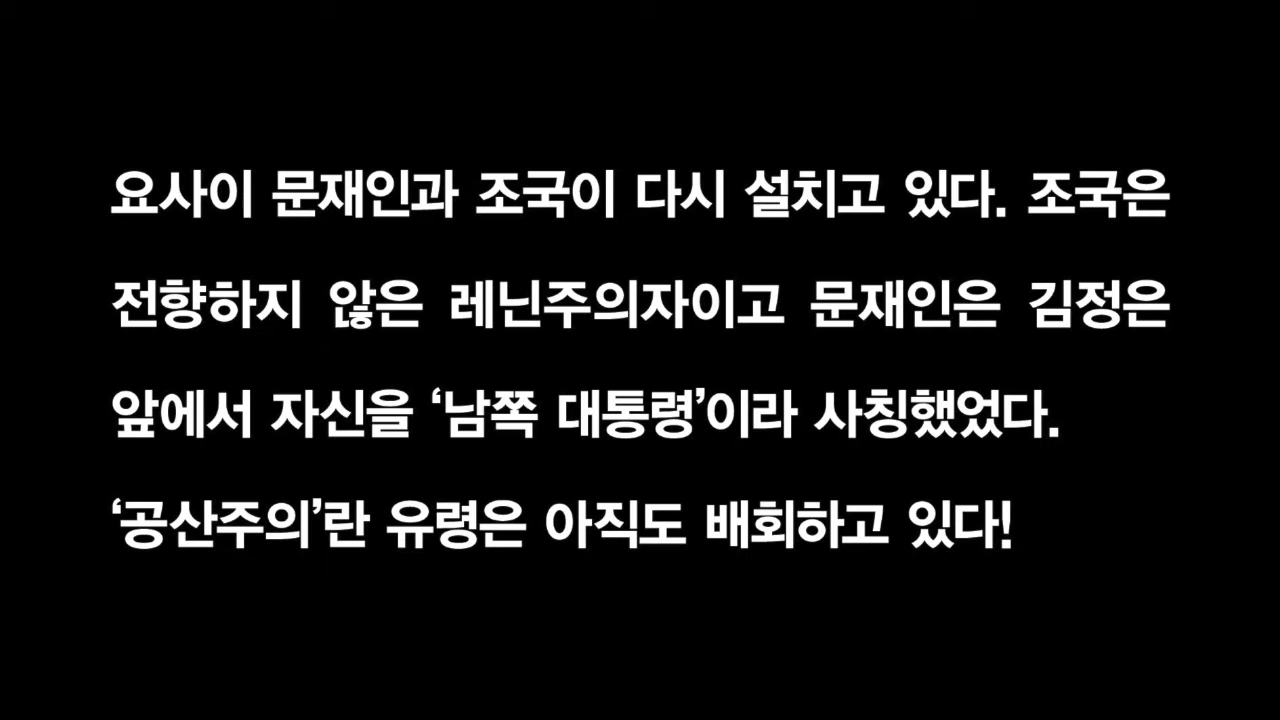 요사이 문재인과 조국이 다시 설치고 있다. 조국은
전향하지 않은 레닌주의자이고 문재인은 김정은
앞에서 자신을 ‘남쪽 대통령’이라 사칭했었다.
‘공산주의’란 유령은 아직도 배회하고 있다!